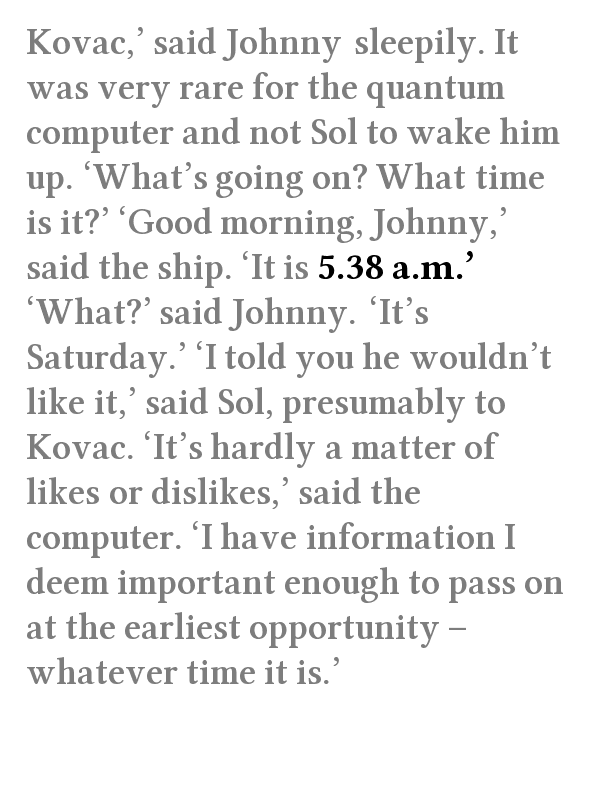 Kovac,’ said Johnny sleepily. It
was very rare for the quantum
computer and not Sol to wake him
up. ‘What’s going on? What time
is it?’ ‘Good morning, Johnny,’
said the ship. ‘It is 5.38 a.m.’
‘What?’ said Johnny. ‘It’s
Saturday.’ ‘I told you he wouldn’t
like it,’ said Sol, presumably to
Kovac. ‘It’s hardly a matter of
likes or dislikes,’ said the
computer. ‘I have information I
deem important enough to pass on
at the earliest opportunity –
whatever time it is.’